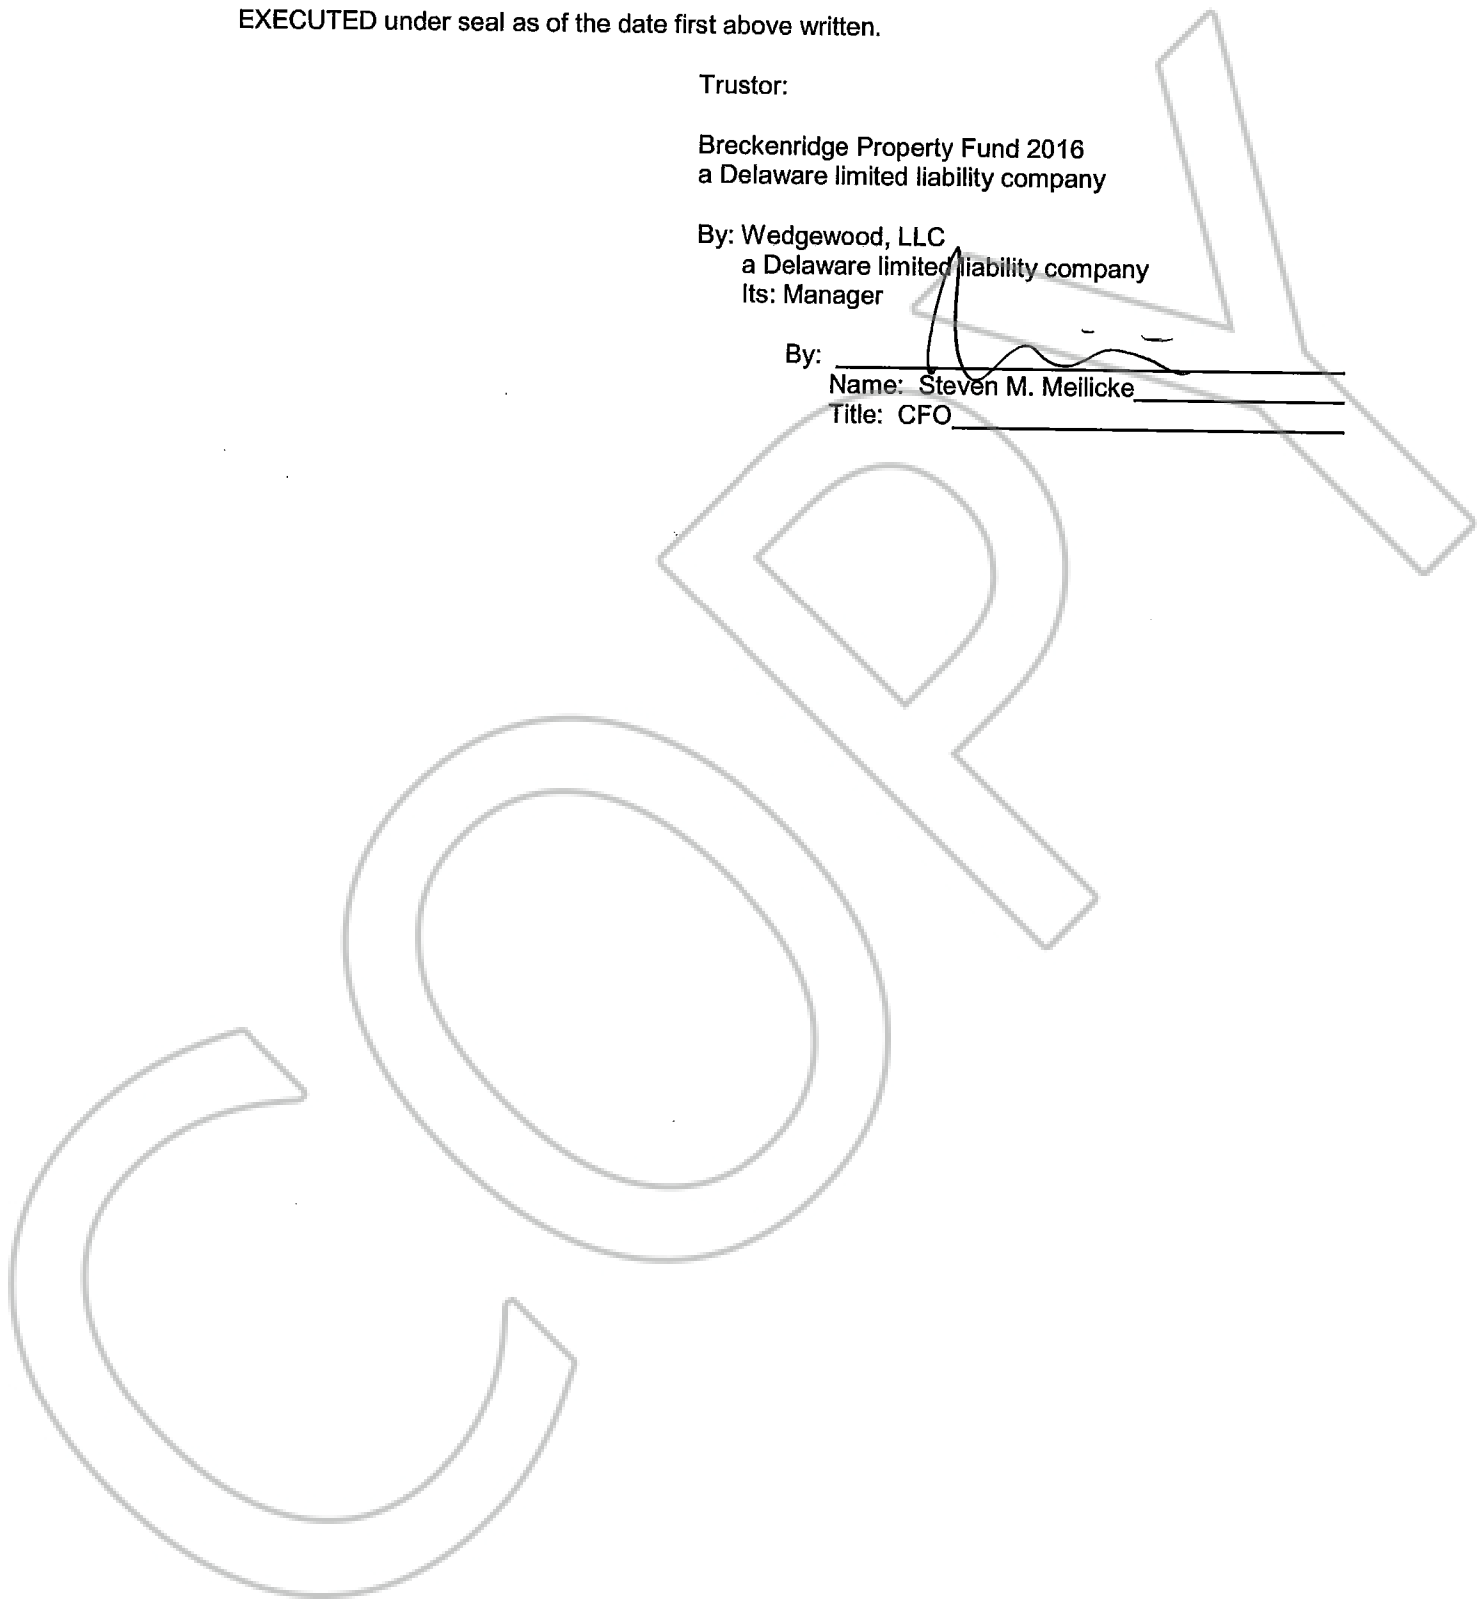 EXECUTED under seal as of the date first above written.
Trustor:
Breckenridge Property Fund 2016
a Delaware limited liability company
By: Wedgewood, LLC
a Delaware limited liability company
Its: Manager
By:
Name: Steven M. Meilicke
Title: CFO
COPY